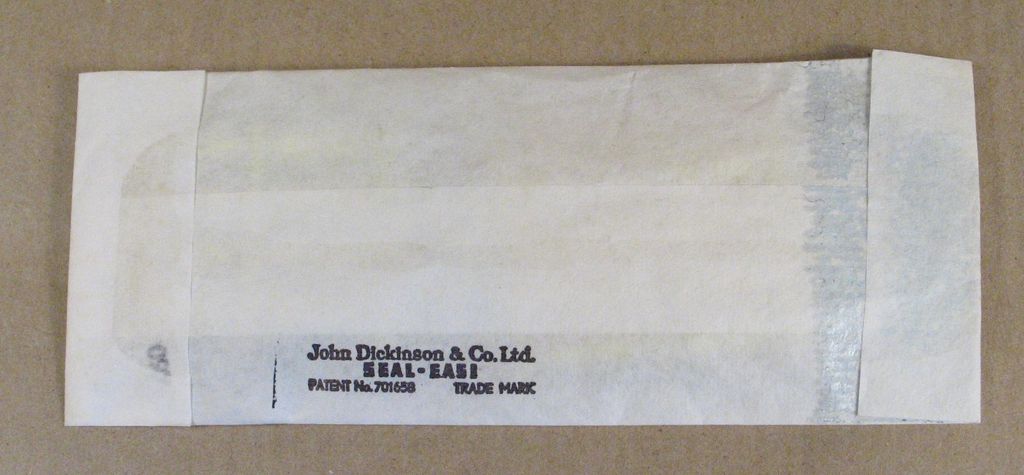 John Dickinson & Co. Ltd.
SEAL-EASI
PATENT No. 701658 TRADE MARK